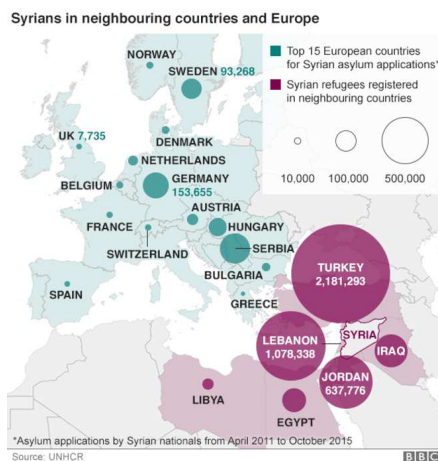 Syrians in neighbouring countries and Europe
Top 15 European countries
for Syrian asylum applications*
Syrian refugees registered
in neighbouring countries
10,000
100,000
500,000
NORWAY
SWEDEN 93,268
UK 7,735
DENMARK
NETHERLANDS
GERMANY
153,655
BELGIUM
AUSTRIA
FRANCE
HUNGARY
SWITZERLAND
SERBIA
BULGARIA
SPAIN
GREECE
TURKEY
2,181,293
LEBANON
1,078,338
SYRIA
IRAQ
JORDAN
637,776
LIBYA
EGYPT
*Asylum applications by Syrian nationals from April 2011 to October 2015
Source: UNHCR
BBC